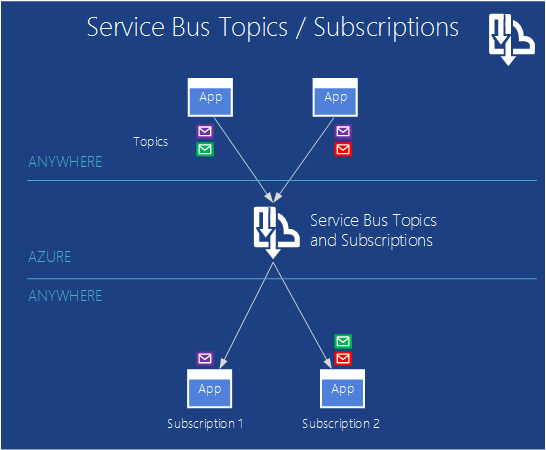 Service Bus Topics / Subscriptions
App
App
Topics
ANYWHERE
Service Bus Topics
and Subscriptions
AZURE
ANYWHERE
App
App
Subscription 1
Subscription 2